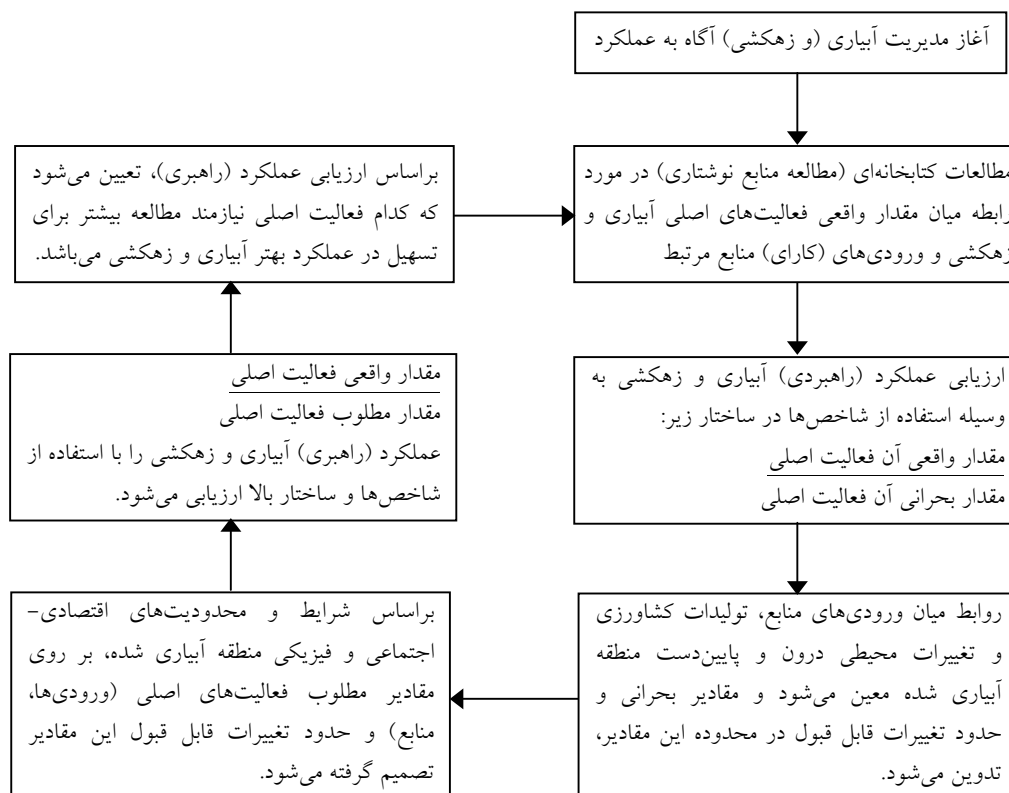 آغاز مدیریت آبیاری (و زهکشی) آگاه به عملکرد
مطالعات کتابخانه‌ای (مطالعه منابع نوشتاری) در مورد
رابطه میان مقدار واقعی فعالیت‌های اصلی آبیاری و
زهکشی و ورودی‌های (کارای) منابع مرتبط
ارزیابی عملکرد (راهبردی) آبیاری و زهکشی به
وسیله استفاده از شاخص‌ها در ساختار زیر:
مقدار واقعی آن فعالیت اصلی
مقدار بحرانی آن فعالیت اصلی
روابط میان ورودی‌های منابع، تولیدات کشاورزی
و تغییرات محیطی درون و پایین‌دست منطقه
آبیاری شده معین می‌شود و مقادیر بحرانی و
حدود تغییرات قابل قبول در محدوده این مقادیر،
تدوین می‌شود.
براساس شرایط و محدودیت‌های اقتصادی-
اجتماعی و فیزیکی منطقه آبیاری شده، بر روی
مقادیر مطلوب فعالیت‌های اصلی (ورودی‌ها،
منابع) و حدود تغییرات قابل قبول این مقادیر
تصمیم گرفته می‌شود.
مقدار واقعی فعالیت اصلی
مقدار مطلوب فعالیت اصلی
عملکرد (راهبری) آبیاری و زهکشی را با استفاده از
شاخص‌ها و ساختار بالا ارزیابی می‌شود.
براساس ارزیابی عملکرد (راهبری)، تعیین می‌شود
که کدام فعالیت اصلی نیازمند مطالعه بیشتر برای
تسهیل در عملکرد بهتر آبیاری و زهکشی می‌باشد.